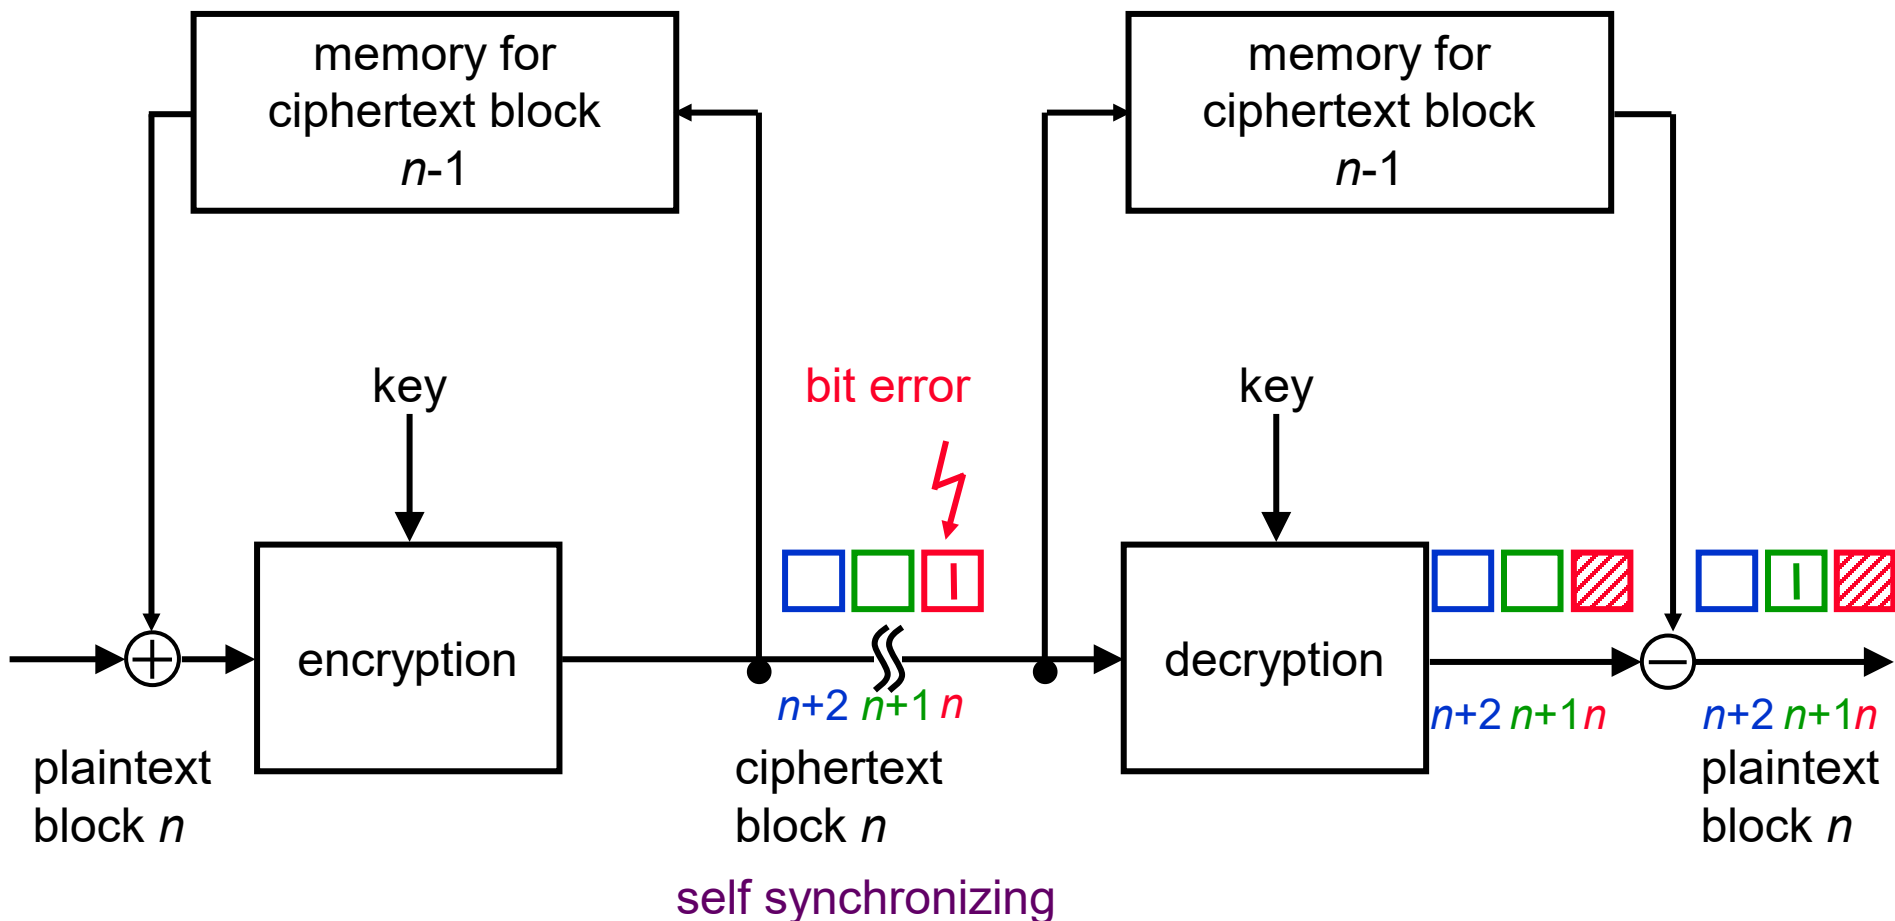 memory for
ciphertext block
n-1
memory for
ciphertext block
n-1
key
bit error
key
encryption
decryption
n+2 n+1 n
n+2 n+1 n
n+2 n+1 n
plaintext
block n
ciphertext
block n
plaintext
block n
self synchronizing